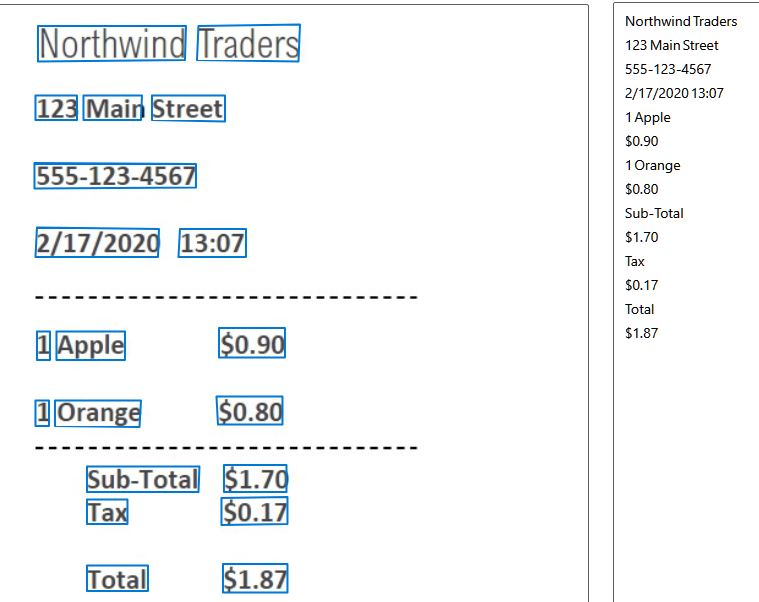 Northwind Traders
123 Main Street
555-123-4567
2/17/2020 13:07
-----------------------------
1 Apple $0.90
1 Orange $0.80
-----------------------------
Sub-Total $1.70
Tax $0.17
Total $1.87
Northwind Traders
123 Main Street
555-123-4567
2/17/2020 13:07
1 Apple
$0.90
1 Orange
$0.80
Sub-Total
$1.70
Tax
$0.17
Total
$1.87